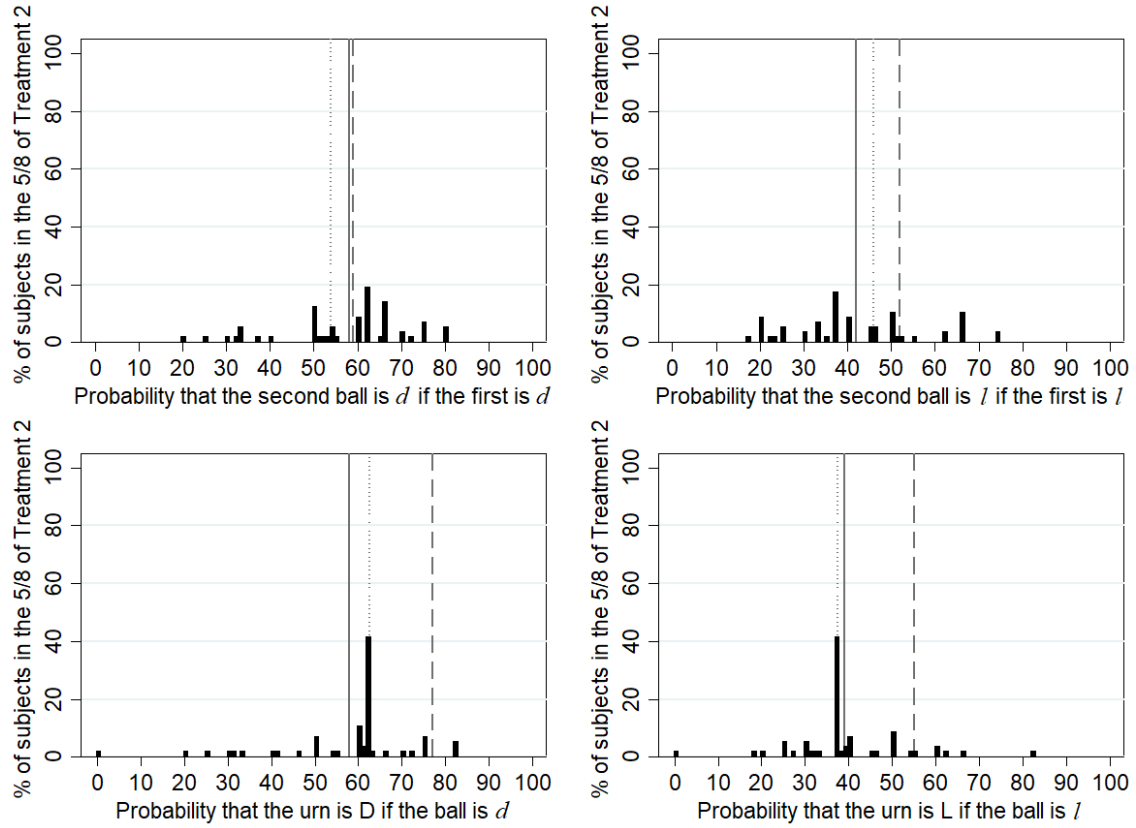 % of subjects in the 5/8 of Treatment 2
0 20 40 60 80 100
0 10 20 30 40 50 60 70 80 90 100
Probability that the second ball is d if the first is d
% of subjects in the 5/8 of Treatment 2
0 20 40 60 80 100
0 10 20 30 40 50 60 70 80 90 100
Probability that the second ball is l if the first is l
% of subjects in the 5/8 of Treatment 2
0 20 40 60 80 100
0 10 20 30 40 50 60 70 80 90 100
Probability that the urn is D if the ball is d
% of subjects in the 5/8 of Treatment 2
0 20 40 60 80 100
0 10 20 30 40 50 60 70 80 90 100
Probability that the urn is L if the ball is l